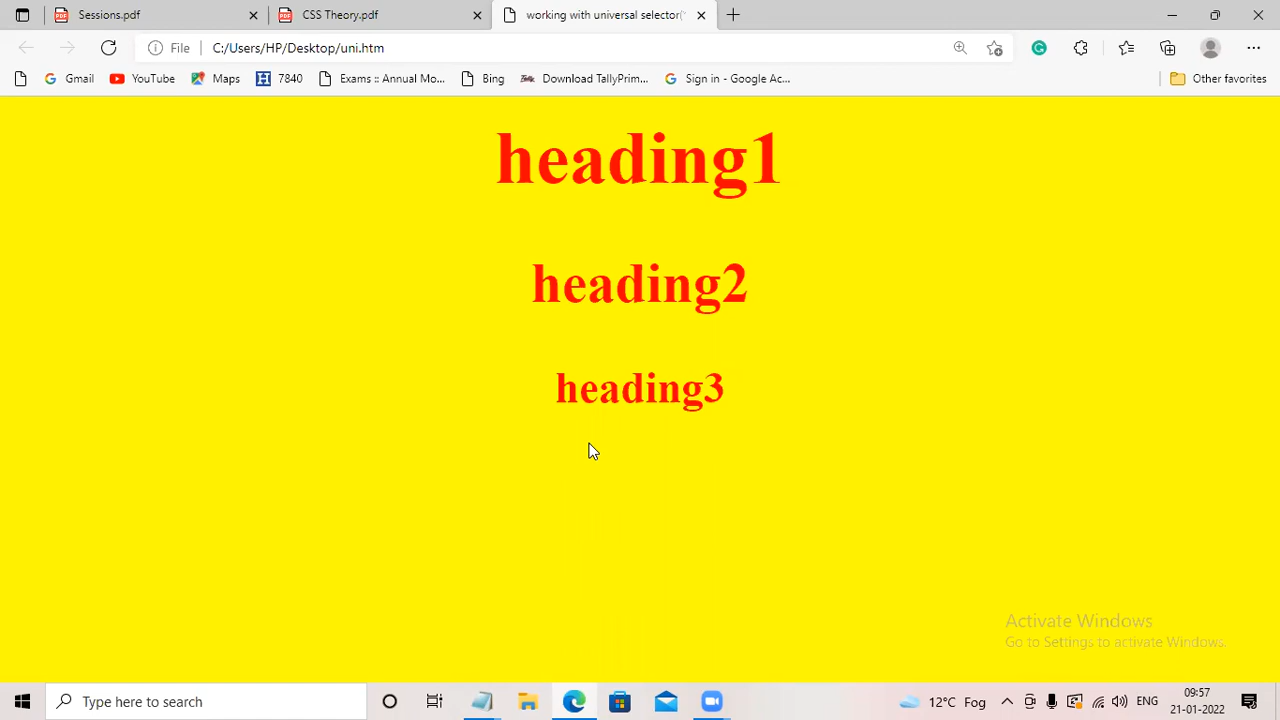 Sessions.pdf
CSS Theory.pdf
working with universal selector('
File
C:/Users/HP/Desktop/uni.htm
Gmail
YouTube
Maps
7840
Exams :: Annual Mo...
Bing
Download TallyPrim...
Sign in - Google Ac...
Other favorites
heading1
heading2
heading3
Activate Windows
Go to Settings to activate Windows.
Type here to search
12°C Fog
ENG
09:57
21-01-2022